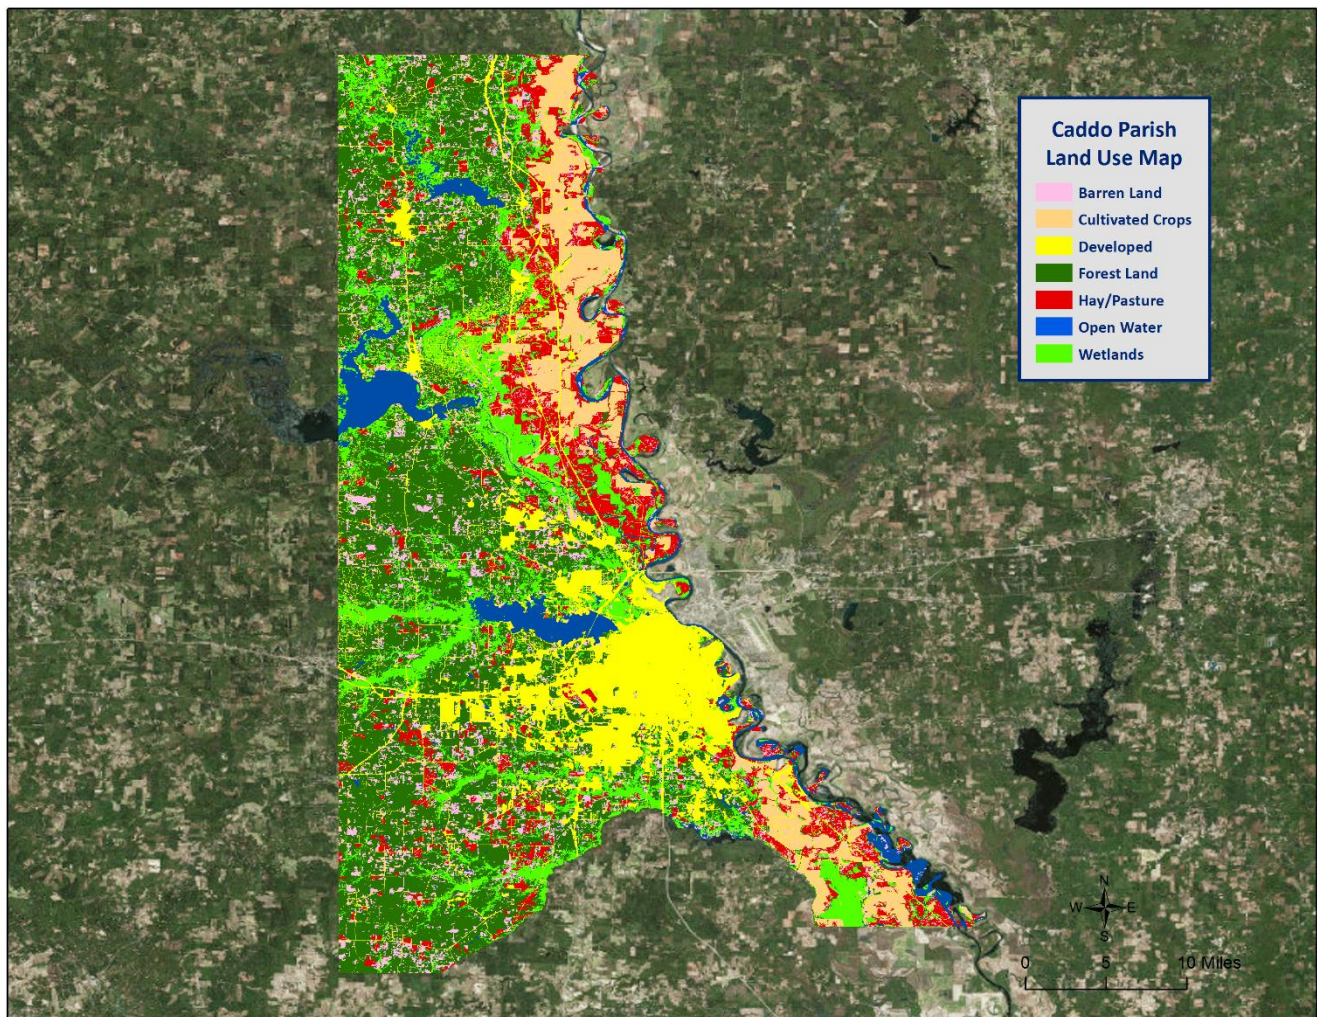 Caddo Parish
Land Use Map
Barren Land
Cultivated Crops
Developed
Forest Land
Hay/Pasture
Open Water
Wetlands
N
W E
S
0 5 10 Miles